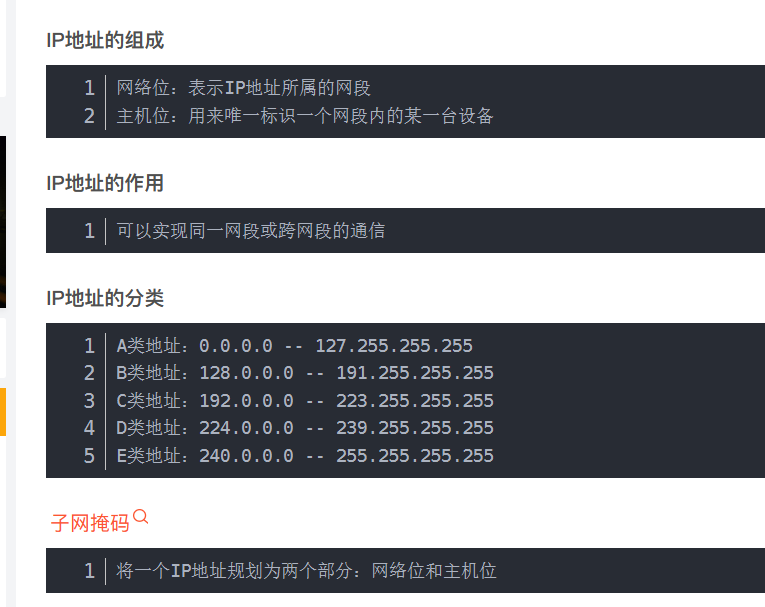 IP地址的组成
1 网络位：表示IP地址所属的网段
2 主机位：用来唯一标识一个网段内的某一台设备
IP地址的作用
1 可以实现同一网段或跨网段的通信
IP地址的分类
1 A类地址：0.0.0.0 -- 127.255.255.255
2 B类地址：128.0.0.0 -- 191.255.255.255
3 C类地址：192.0.0.0 -- 223.255.255.255
4 D类地址：224.0.0.0 -- 239.255.255.255
5 E类地址：240.0.0.0 -- 255.255.255.255
子网掩码
1 将一个IP地址规划为两个部分：网络位和主机位